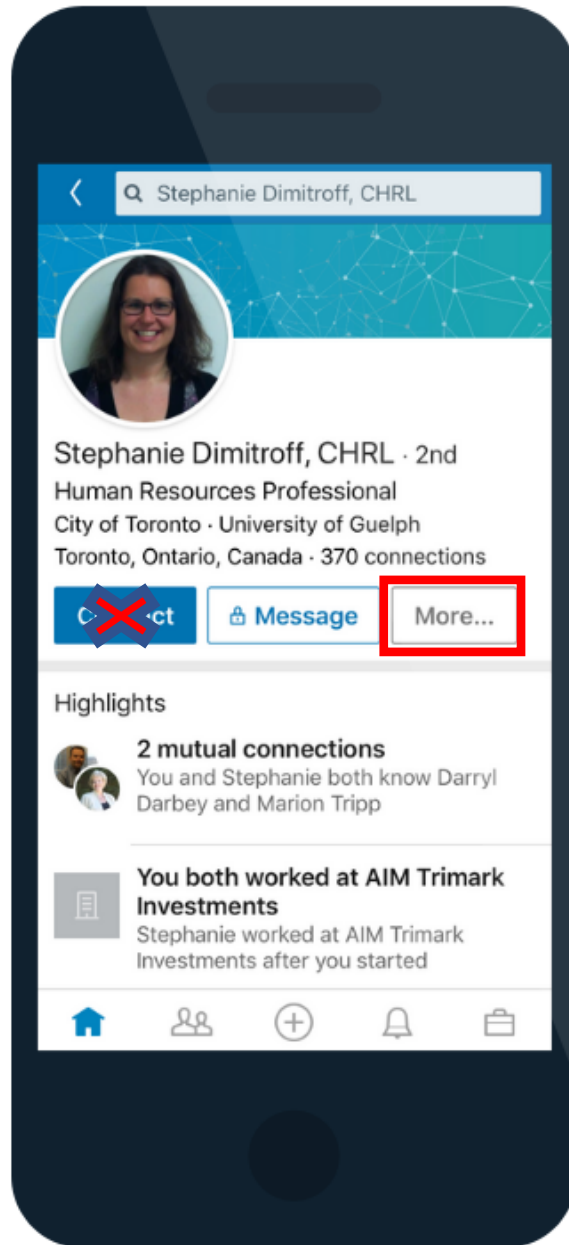 Stephanie Dimitroff, CHRL
Stephanie Dimitroff, CHRL · 2nd
Human Resources Professional
City of Toronto · University of Guelph
Toronto, Ontario, Canada · 370 connections
Message More...
Highlights
2 mutual connections
You and Stephanie both know Darryl
Darbey and Marion Tripp
You both worked at AIM Trimark
Investments
Stephanie worked at AIM Trimark
Investments after you started